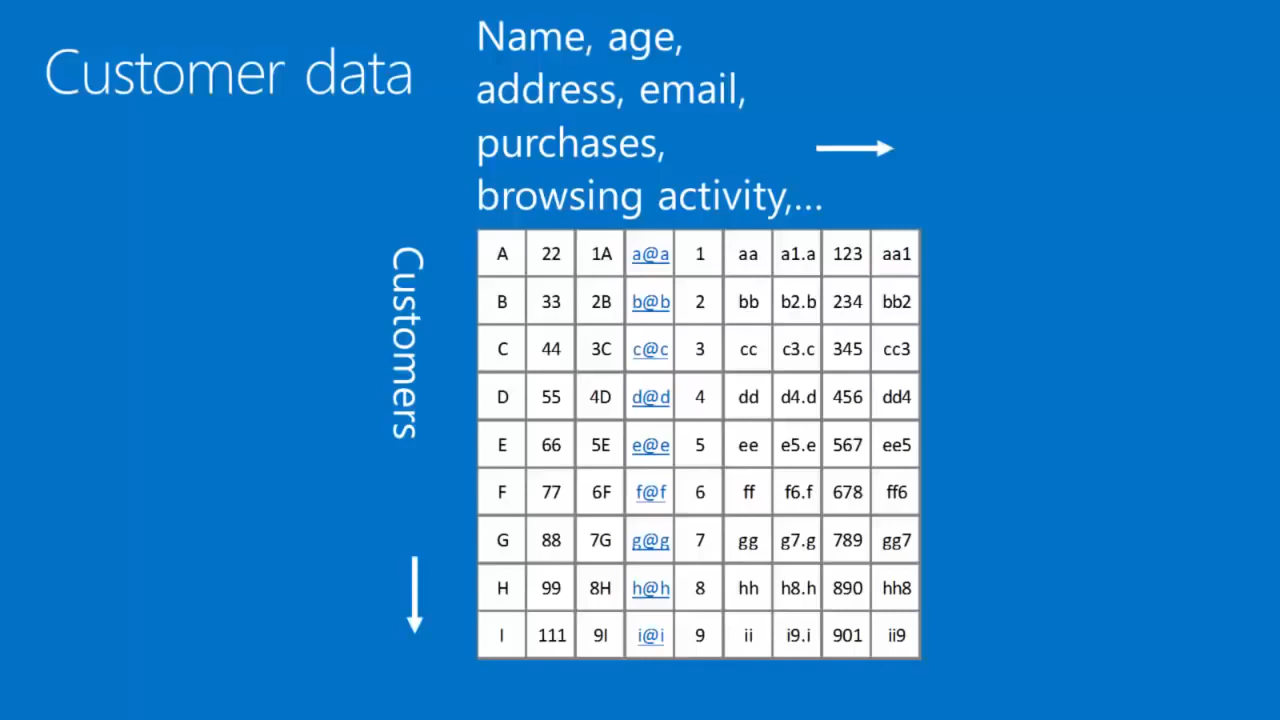 Customer data
Name, age,
address, email,
purchases,
browsing activity,...
Customers
A 22 1A a@a 1 aa a1.a 123 aa1
B 33 2B b@b 2 bb b2.b 234 bb2
C 44 3C c@c 3 cc c3.c 345 cc3
D 55 4D d@d 4 dd d4.d 456 dd4
E 66 5E e@e 5 ee e5.e 567 ee5
F 77 6F f@f 6 ff f6.f 678 ff6
G 88 7G g@g 7 gg g7.g 789 gg7
H 99 8H h@h 8 hh h8.h 890 hh8
I 111 9I i@i 9 ii i9.i 901 ii9